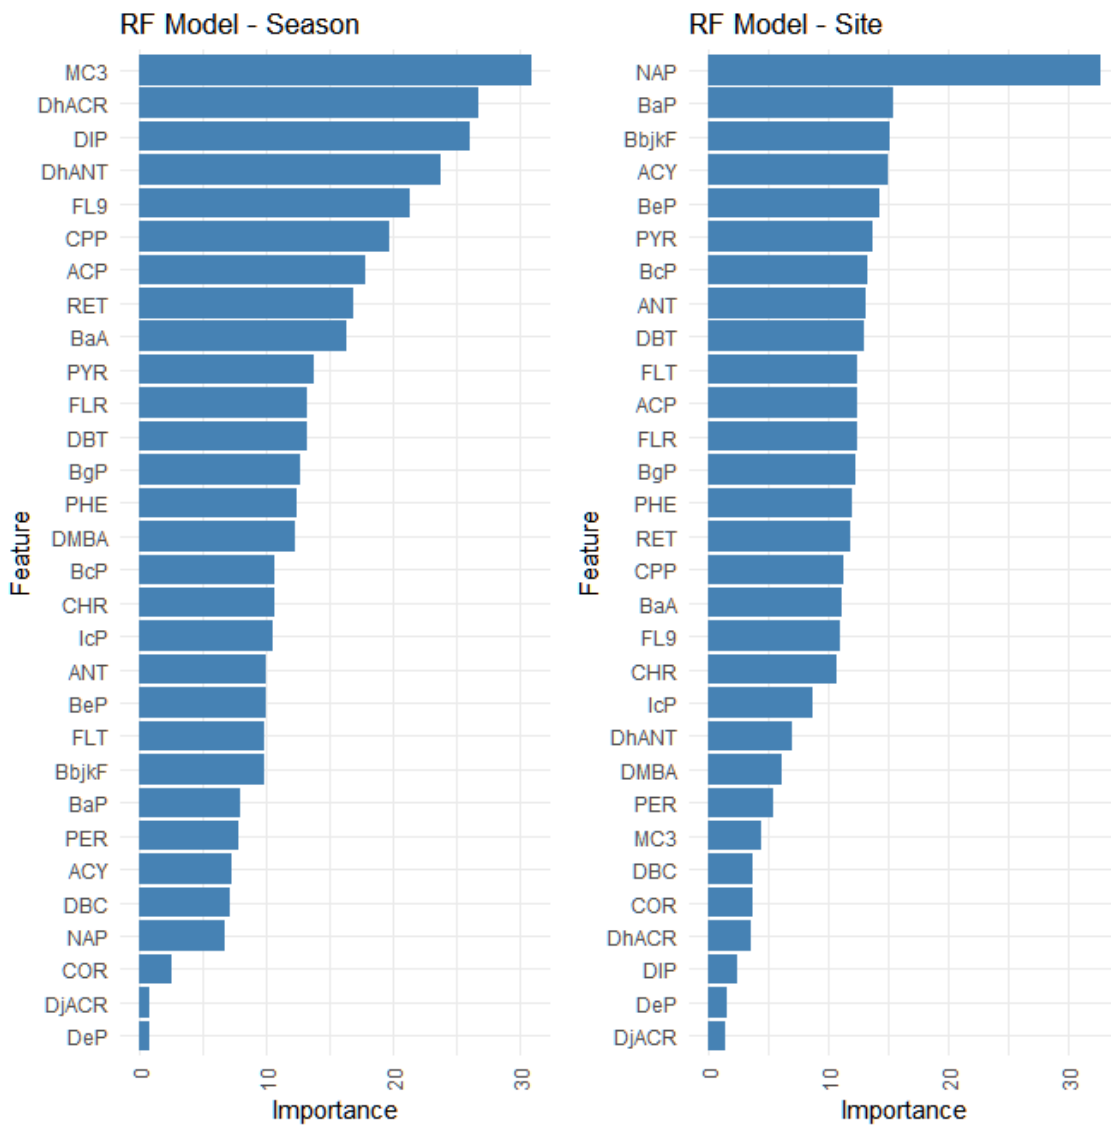 RF Model - Season
MC3
DhACR
DIP
DhANT
FL9
CPP
ACP
RET
BaA
PYR
FLR
DBT
BgP
PHE
DMBA
BcP
CHR
IcP
ANT
BeP
FLT
BbjkF
BaP
PER
ACY
DBC
NAP
COR
DjACR
DeP
Feature
0 10 20 30
Importance
RF Model - Site
NAP
BaP
BbjkF
ACY
BeP
PYR
BcP
ANT
DBT
FLT
ACP
FLR
BgP
PHE
RET
CPP
BaA
FL9
CHR
IcP
DhANT
DMBA
PER
MC3
DBC
COR
DhACR
DIP
DeP
DjACR
Feature
0 10 20 30
Importance